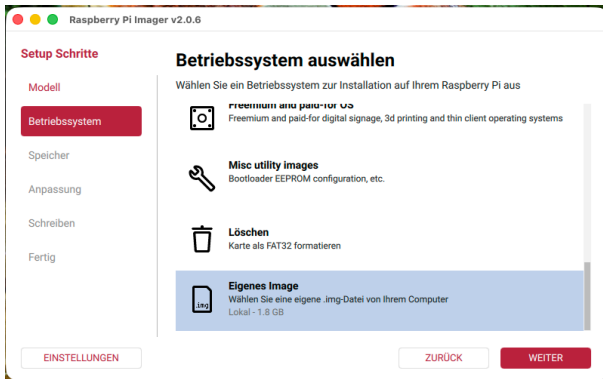 Raspberry Pi Imager v2.0.6
Setup Schritte
Modell
Betriebssystem
Speicher
Anpassung
Schreiben
Fertig
EINSTELLUNGEN
Betriebssystem auswählen
Wählen Sie ein Betriebssystem zur Installation auf Ihrem Raspberry Pi aus
Freemium and paid-for OS
Freemium and paid-for digital signage, 3d printing and thin client operating systems
Misc utility images
Bootloader EEPROM configuration, etc.
Löschen
Karte als FAT32 formatieren
.img
Eigenes Image
Wählen Sie eine eigene .img-Datei von Ihrem Computer
Lokal - 1.8 GB
ZURÜCK
WEITER